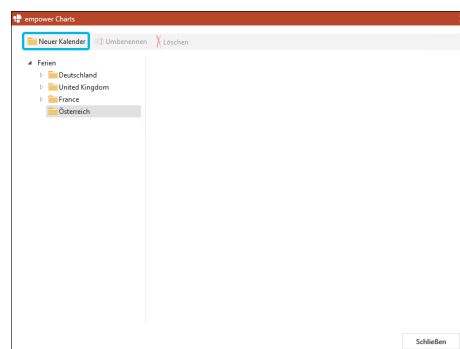 empower Charts
Neuer Kalender Umbenennen Löschen
Ferien
Deutschland
United Kingdom
France
Österreich
Schließen